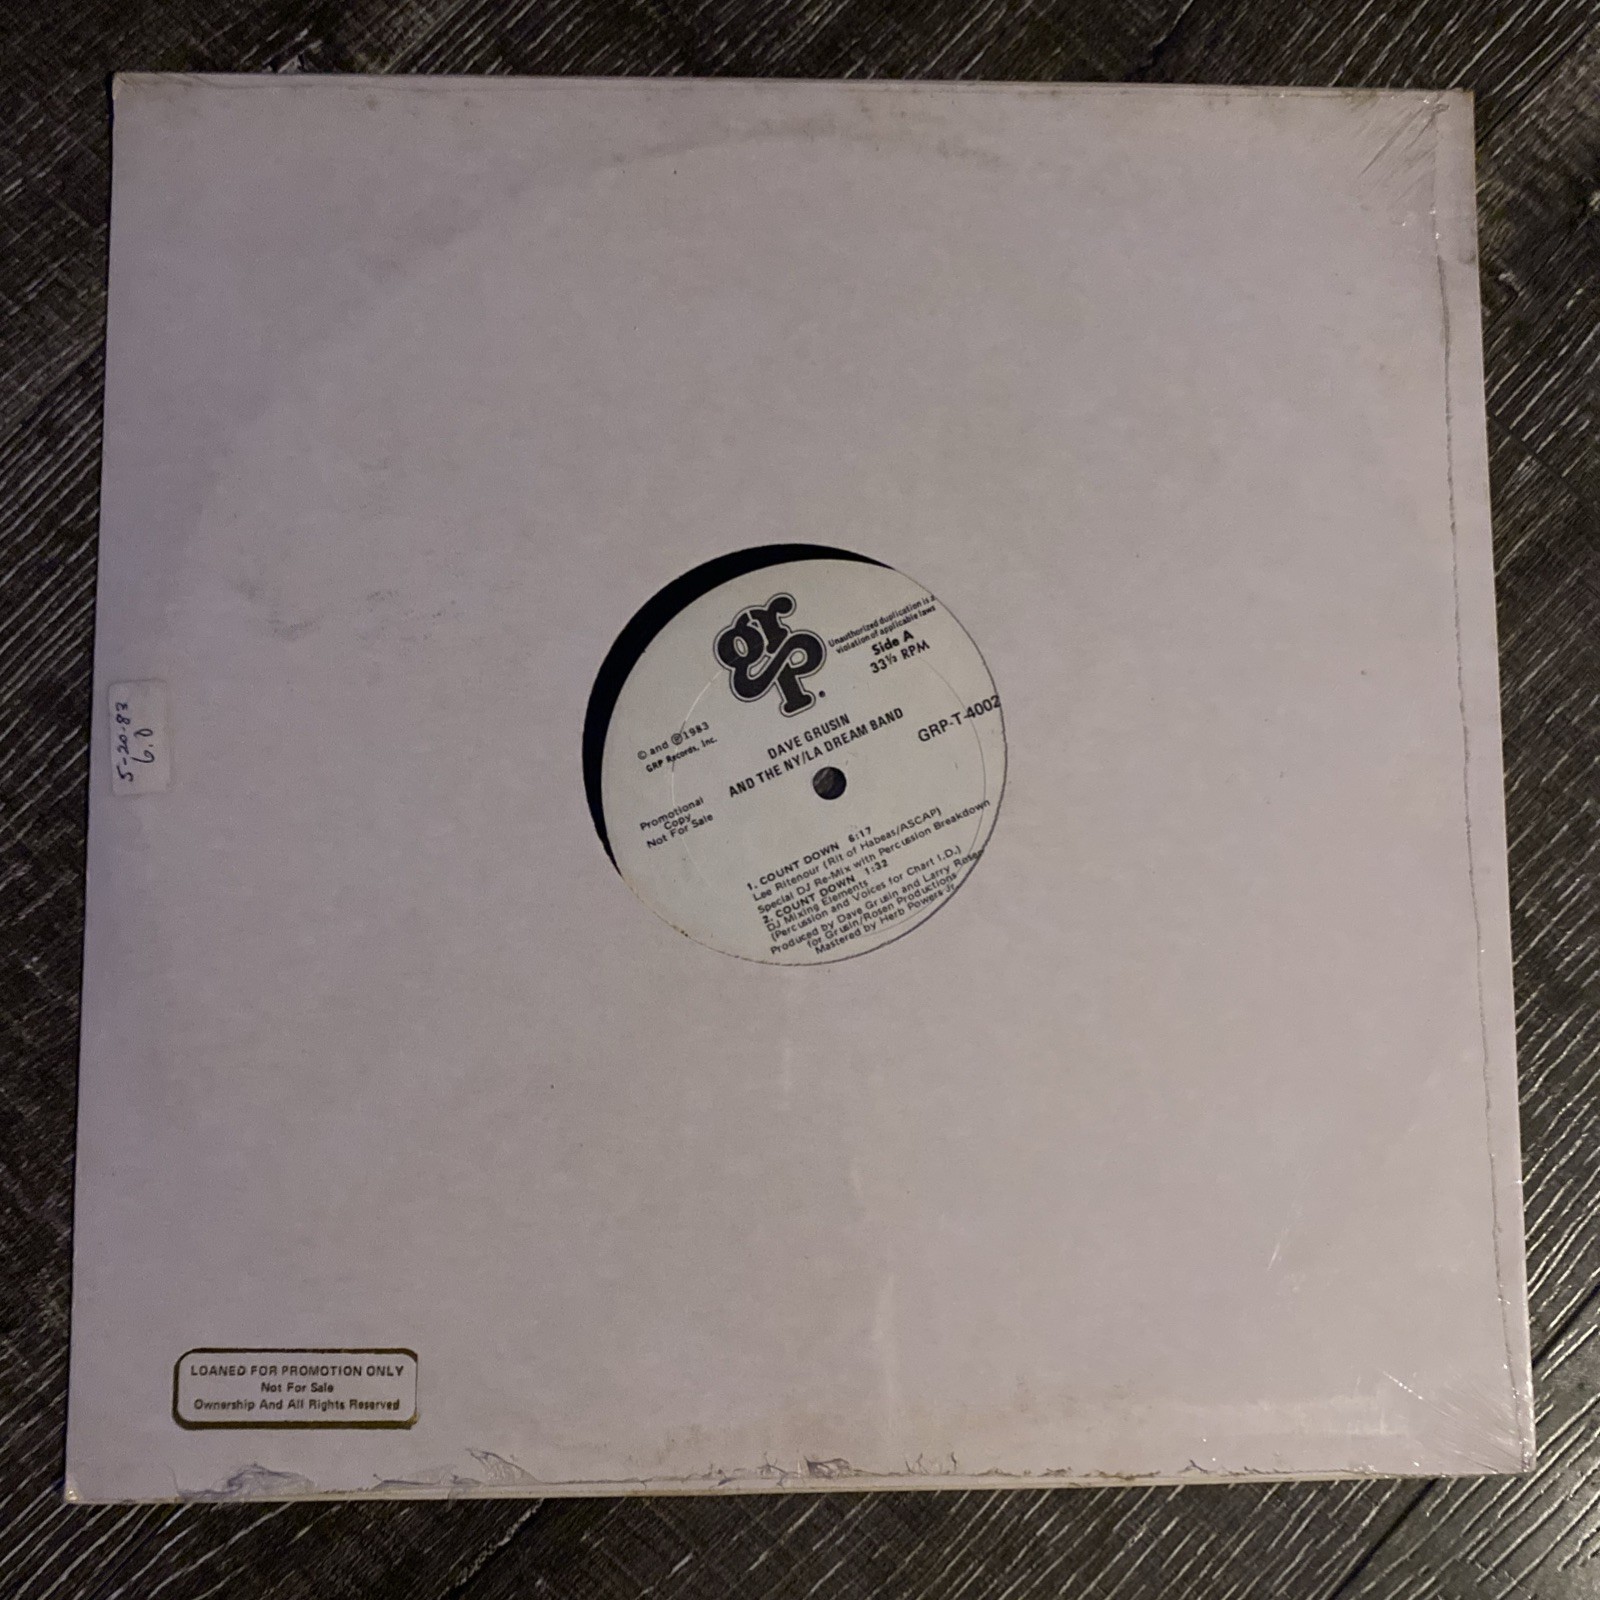 grp
Unauthorized duplication is a
violation of applicable laws
Side A
33⅓ RPM
© and ℗ 1983
GRP Records, Inc.
DAVE GRUSIN
AND THE NY/LA DREAM BAND
GRP-T-4002
Promotional
Copy
Not For Sale
1. COUNT DOWN 6:17
Lee Ritenour (Rit of Habeas/ASCAP)
Special DJ Re-Mix with Percussion Breakdown
2. COUNT DOWN 1:32
DJ Mixing Elements
(Percussion and Voices for Chart I.D.)
Produced by Dave Grusin and Larry Rosen
for Grusin/Rosen Productions
Mastered by Herb Powers Jr.
5-20-83
6.0
LOANED FOR PROMOTION ONLY
Not For Sale
Ownership And All Rights Reserved